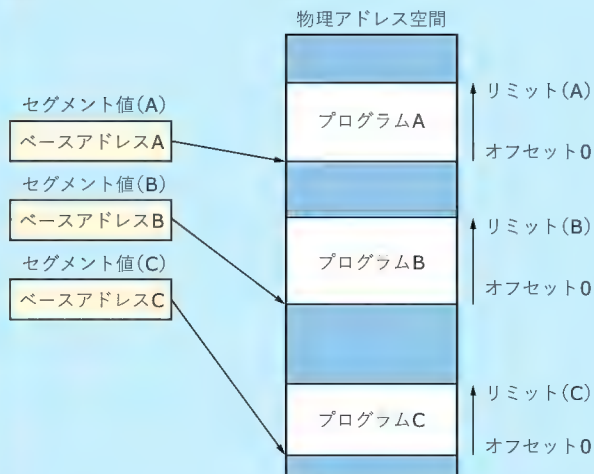 物理アドレス空間
セグメント値(A)
ベースアドレスA
セグメント値(B)
ベースアドレスB
セグメント値(C)
ベースアドレスC
プログラムA
プログラムB
プログラムC
リミット(A)
オフセット0
リミット(B)
オフセット0
リミット(C)
オフセット0